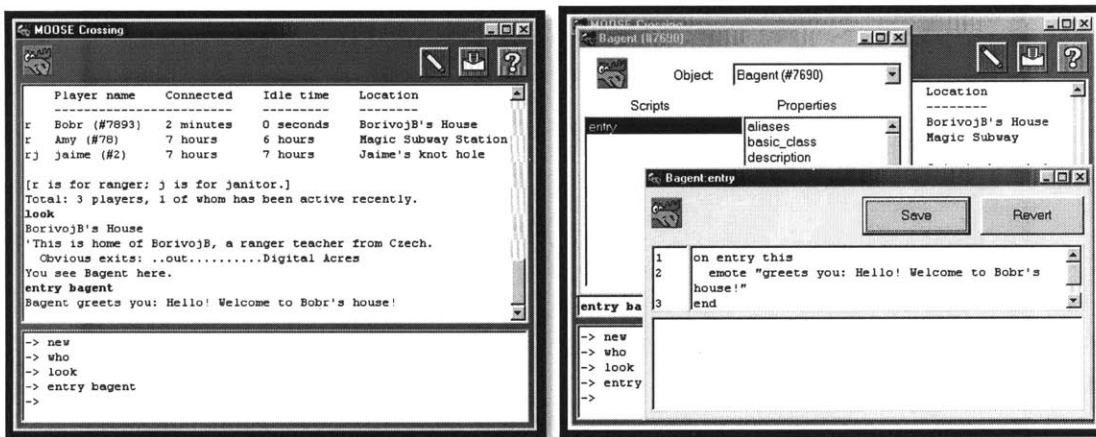 MOOSE Crossing
Player name Connected Idle time Location
----------- --------- --------- --------
r Bobr (#7893) 2 minutes 0 seconds BorivojB's House
r Amy (#78) 7 hours 6 hours Magic Subway Station
rj jaime (#2) 7 hours 7 hours Jaime's knot hole
[r is for ranger; j is for janitor.]
Total: 3 players, 1 of whom has been active recently.
look
BorivojB's House
'This is home of BorivojB, a ranger teacher from Czech.
Obvious exits: ..out..........Digital Acres
You see Bagent here.
entry bagent
Bagent greets you: Hello! Welcome to Bobr's house!
-> new
-> who
-> look
-> entry bagent
->
MOOSE Crossing
Bagent (#7690)
Object: Bagent (#7690)
Scripts Properties
entry
aliases
basic_class
description
Location
--------
BorivojB's House
Magic Subway
Bagent:entry
Save Revert
1 on entry this
2 emote "greets you: Hello! Welcome to Bobr's
house!"
3 end
entry ba
-> new
-> who
-> look
-> entry
->